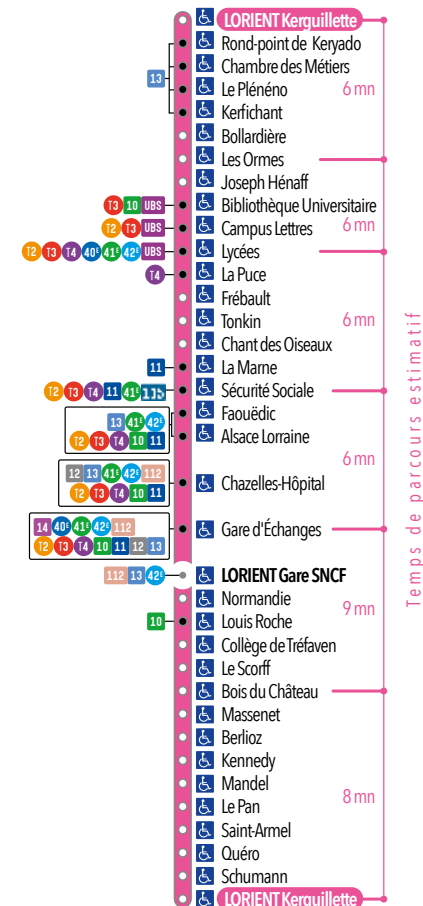 LORIENT Kerguillette
Rond-point de Keryado
Chambre des Métiers
13
Le Plénéno
6 mn
Kerfichant
Bollardière
Les Ormes
Joseph Hénaff
T3 10 UBS
Bibliothèque Universitaire
T2 T3 UBS
Campus Lettres
6 mn
T2 T3 T4 40E 41E 42E UBS
Lycées
T4
La Puce
Frébault
Tonkin
6 mn
Chant des Oiseaux
11
La Marne
T2 T3 T4 11 41E
Sécurité Sociale
13 41E 42E
T2 T3 T4 10 11
Faouëdic
Alsace Lorraine
6 mn
12 13 41E 42E 112
T2 T3 T4 10 11
Chazelles-Hôpital
14 40E 41E 42E 112
T2 T3 T4 10 11 12 13
Gare d'Échanges
112 13 42E
LORIENT Gare SNCF
Normandie
9 mn
10
Louis Roche
Collège de Tréfaven
Le Scorff
Bois du Château
Massenet
Berlioz
Kennedy
Mandel
8 mn
Le Pan
Saint-Armel
Quéro
Schumann
LORIENT Kerguillette
Temps de parcours estimatif